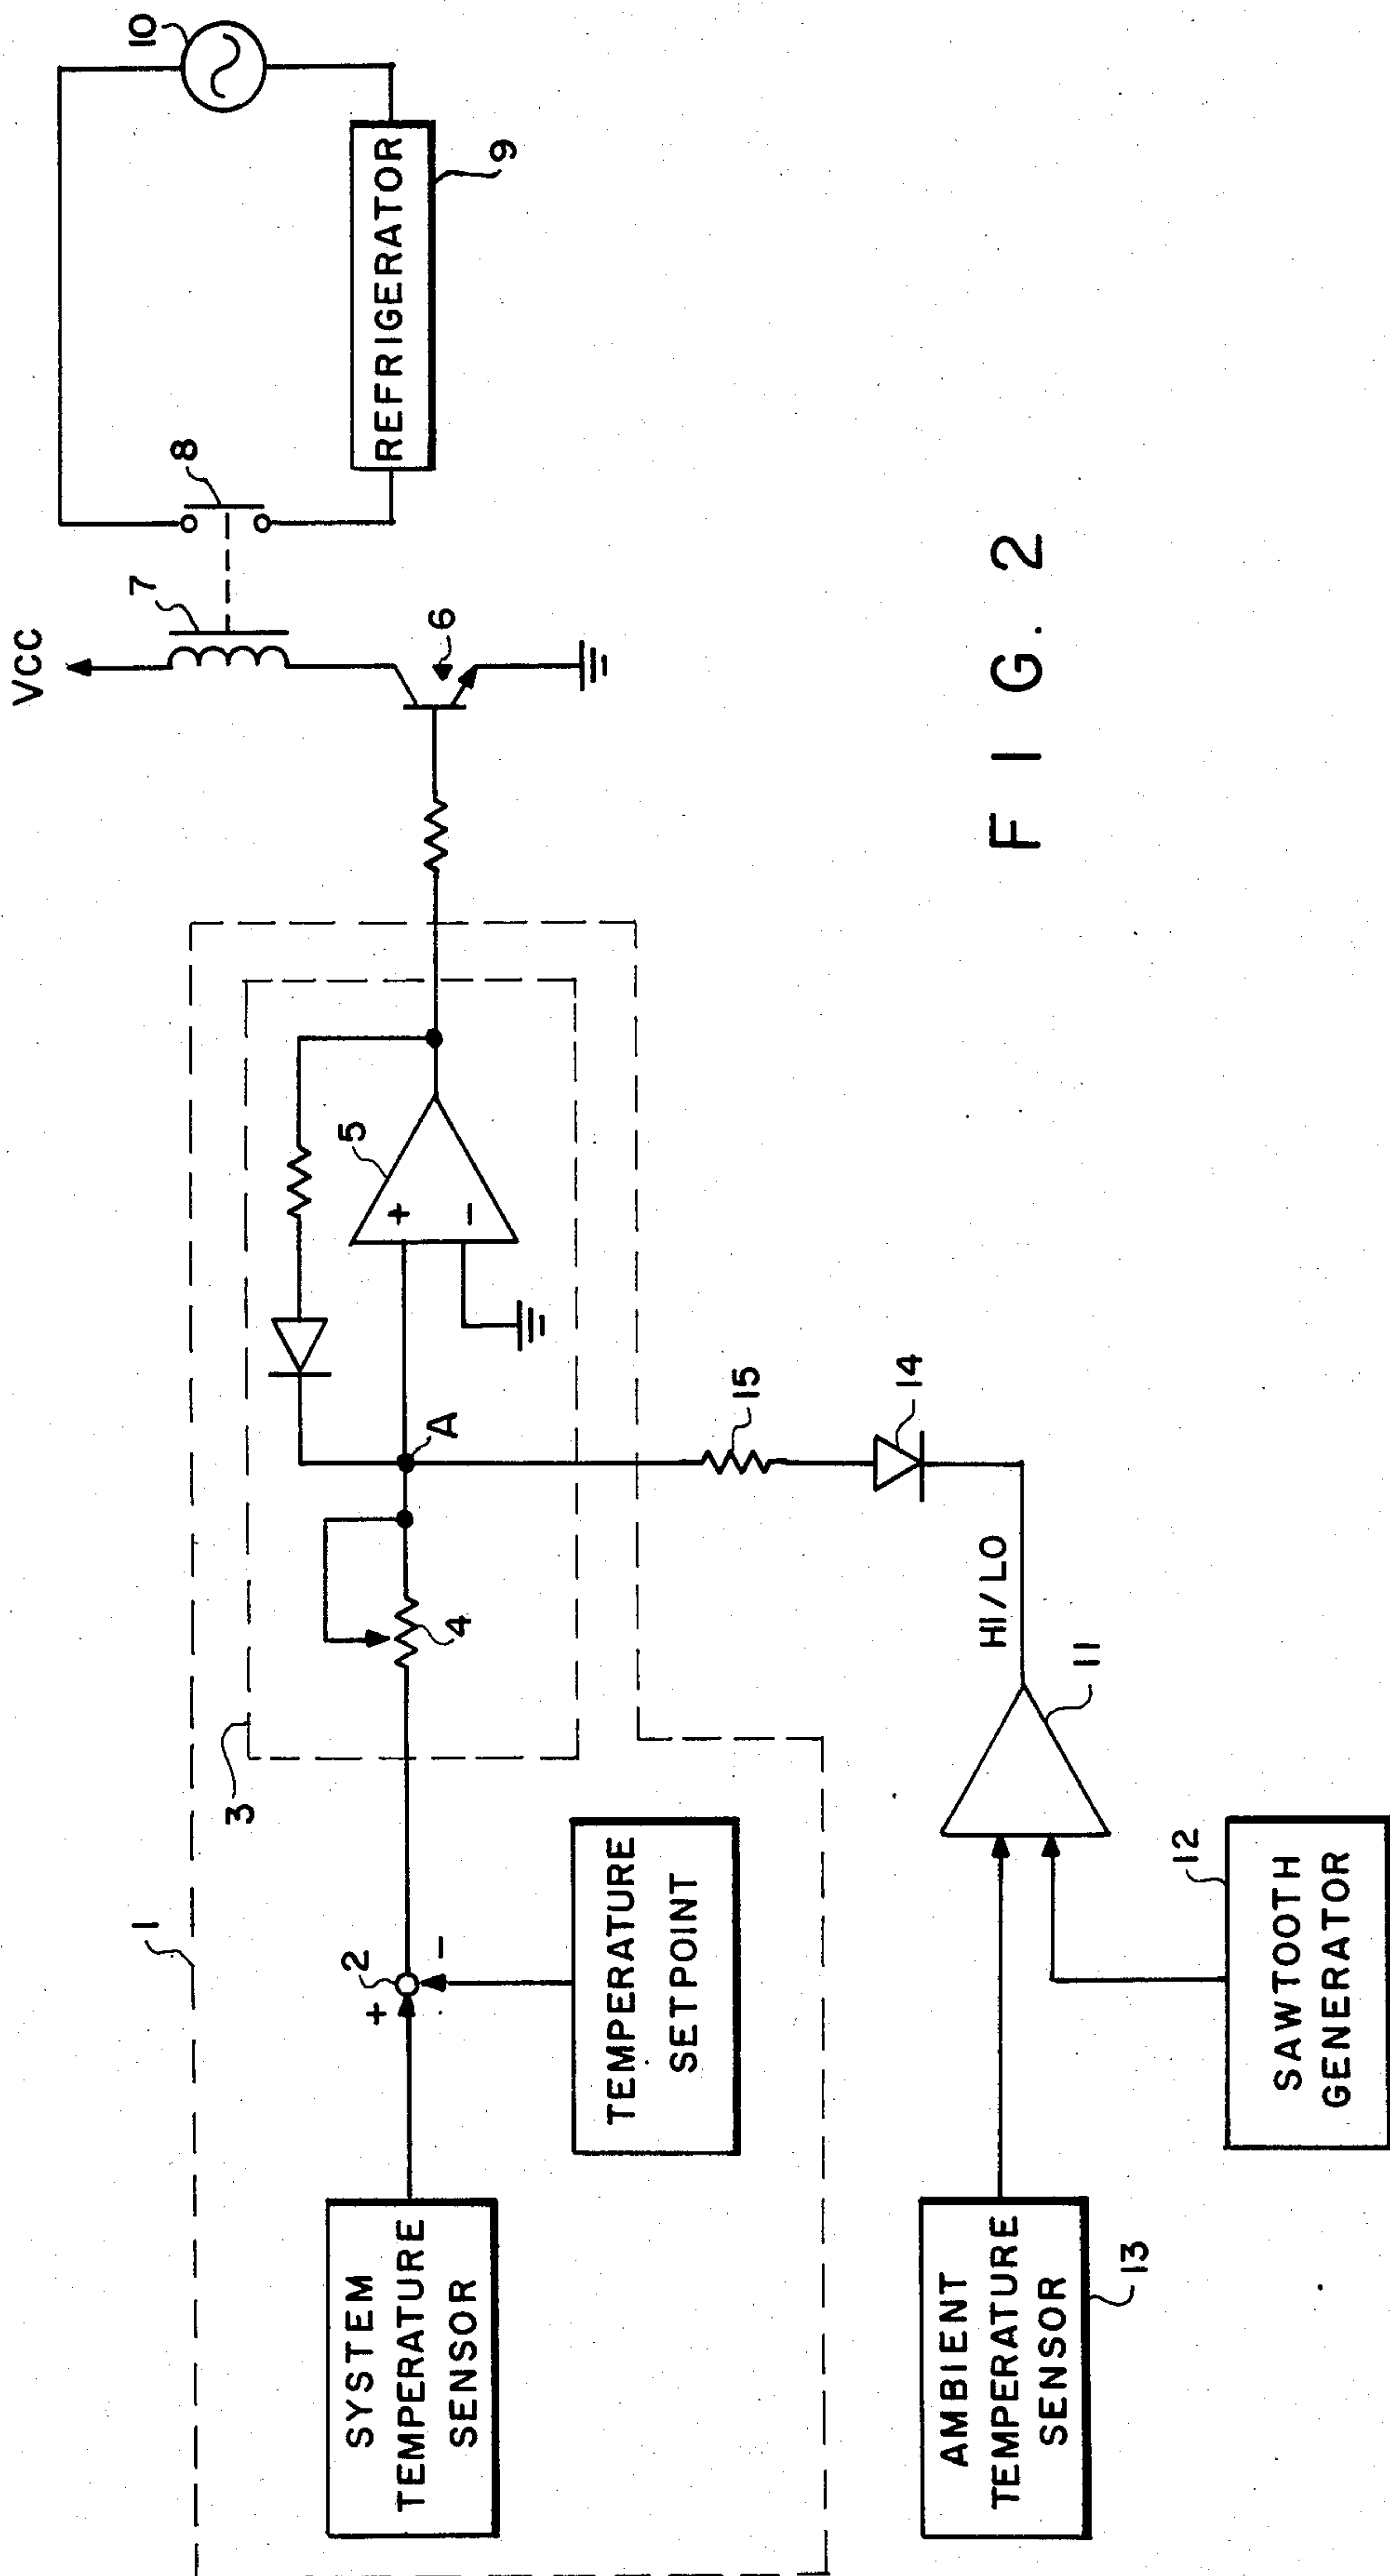 VCC
7
8
10
REFRIGERATOR
9
6
1
3
5
+
-
A
4
2
+
-
SYSTEM
TEMPERATURE
SENSOR
TEMPERATURE
SETPOINT
15
14
HI/LO
11
AMBIENT
TEMPERATURE
SENSOR
13
12
SAWTOOTH
GENERATOR
FIG. 2